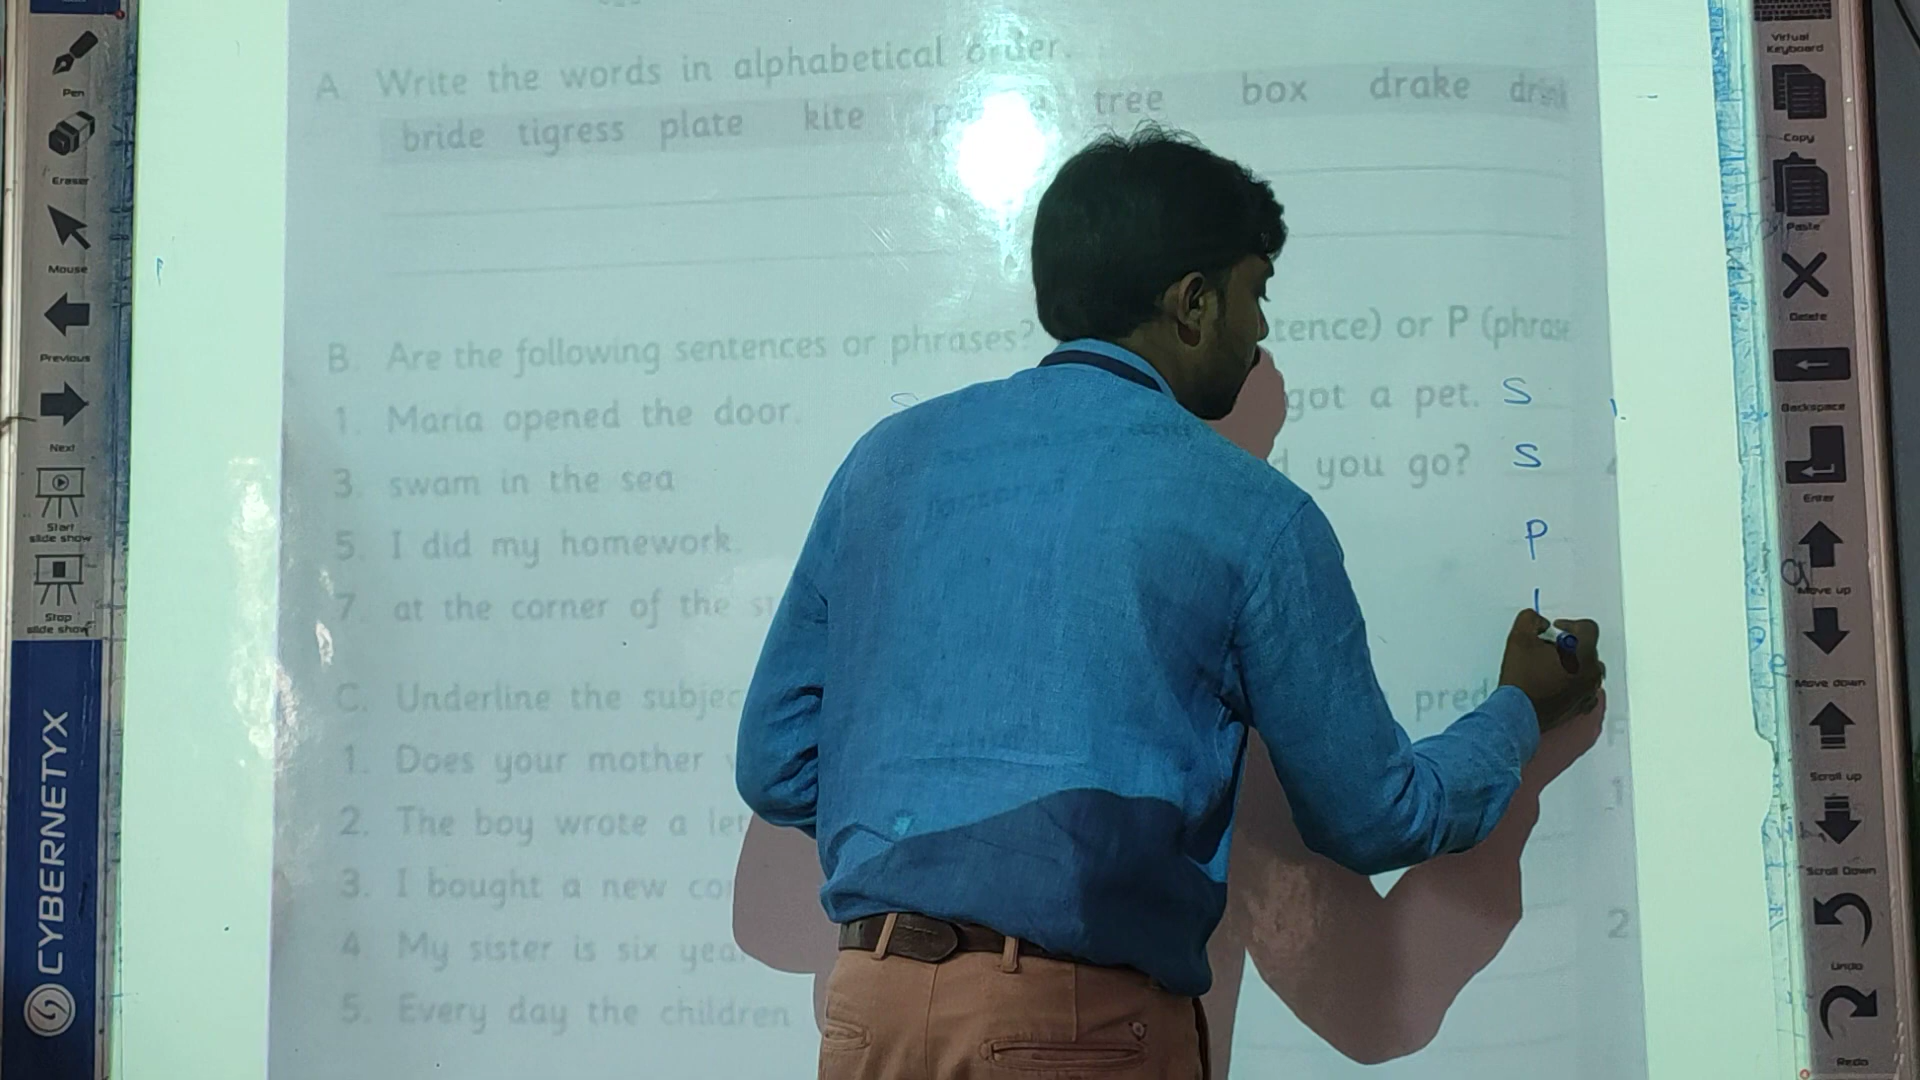 A Write the words in alphabetical order.
bride tigress plate kite tree box drake drink
B. Are the following sentences or phrases? tence) or P (phrase
1. Maria opened the door. S got a pet. S
3. swam in the sea you go? S
5. I did my homework. P
7. at the corner of the
C. Underline the subjec pred
1. Does your mother
2. The boy wrote a let
3. I bought a new co
4 My sister is six yea
5. Every day the children
1
2
Pen
Eraser
Mouse
Previous
Next
Start
slide show
Stop
slide show
CYBERNETYX
Virtual
Keyboard
Copy
Paste
Delete
Backspace
Enter
Move up
Move down
Scroll up
Scroll Down
Undo
Redo